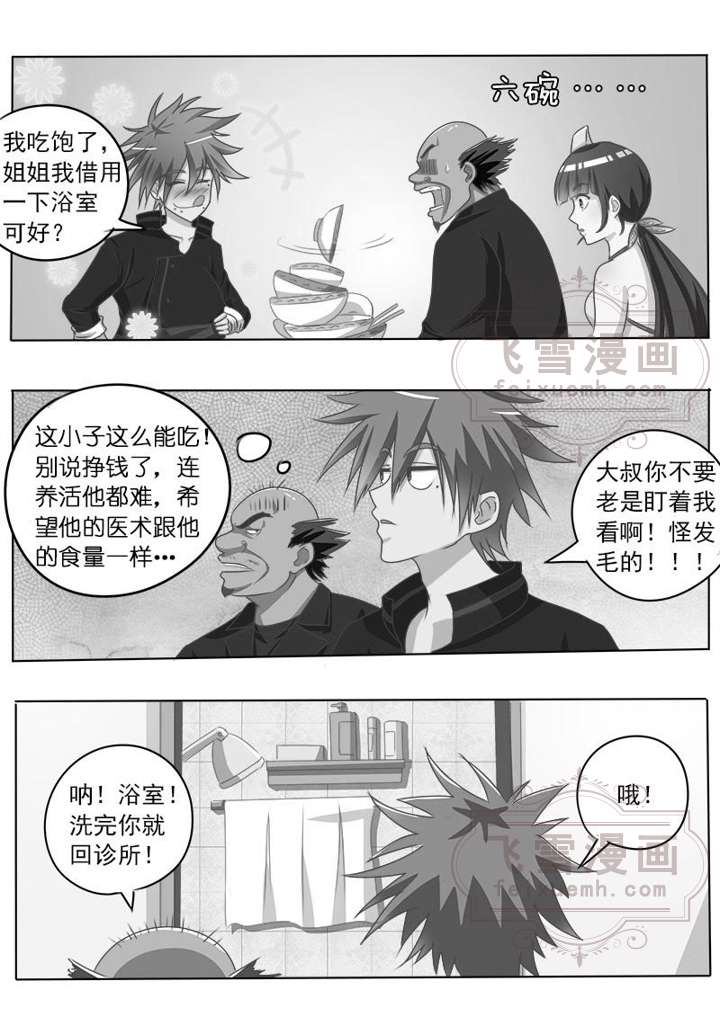 六碗……
我吃饱了，
姐姐我借用
一下浴室
可好？
飞雪漫画
feixuemh.com
这小子这么能吃！
别说挣钱了，连
养活他都难，希
望他的医术跟他
的食量一样…
大叔你不要
老是盯着我
看啊！怪发
毛的！！！
呐！浴室！
洗完你就
回诊所！
哦！
飞雪漫画
feixuemh.com